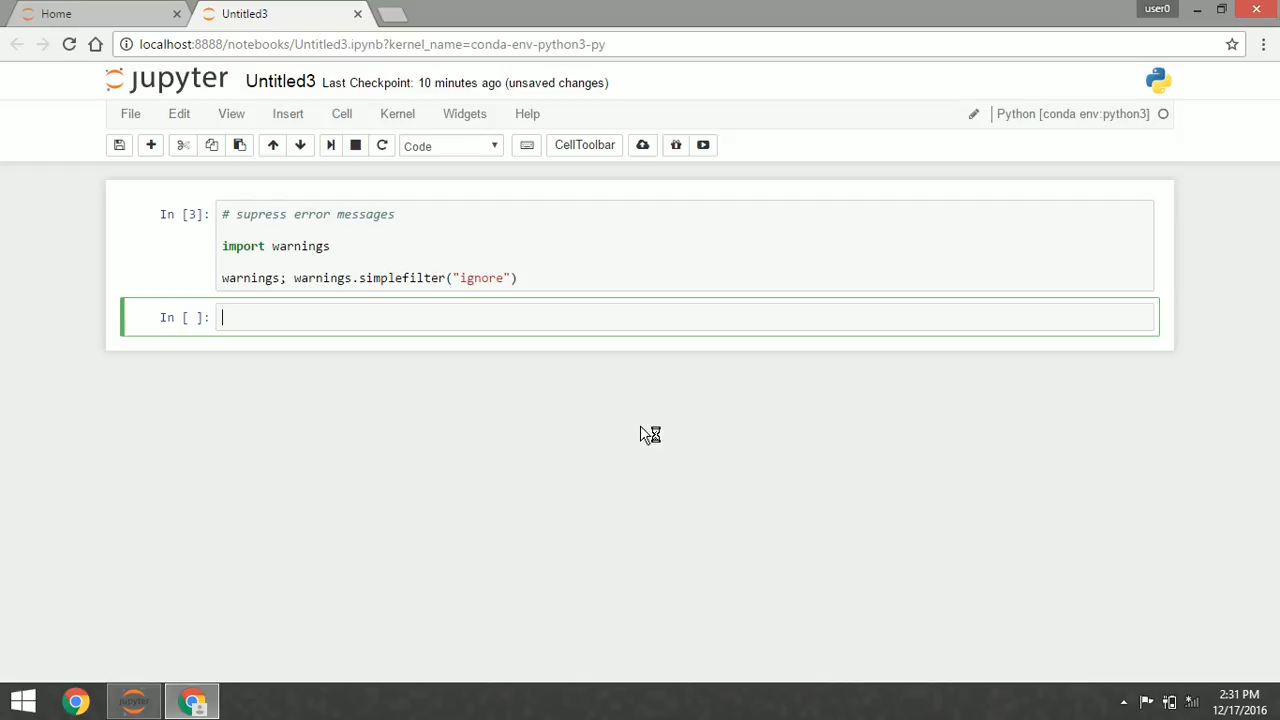 Home
Untitled3
user0
localhost:8888/notebooks/Untitled3.ipynb?kernel_name=conda-env-python3-py
jupyter Untitled3 Last Checkpoint: 10 minutes ago (unsaved changes)
File Edit View Insert Cell Kernel Widgets Help Python [conda env:python3]
Code CellToolbar
In [3]: # supress error messages
import warnings
warnings; warnings.simplefilter("ignore")
In [ ]:
jupyter
2:31 PM
12/17/2016